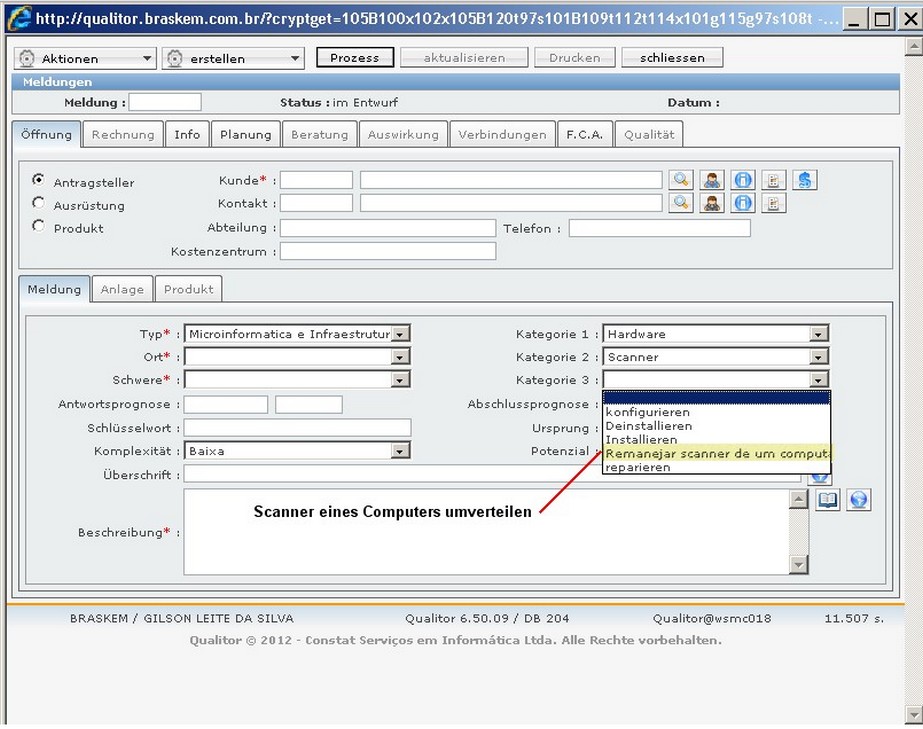 http://qualitor.braskem.com.br/?cryptget=105B100x102x105B120t97s101B109t112t114x101g115g97s108t -...
Aktionen erstellen Prozess aktualisieren Drucken schliessen
Meldungen
Meldung : Status : im Entwurf Datum :
Öffnung Rechnung Info Planung Beratung Auswirkung Verbindungen F.C.A. Qualität
Antragsteller Kunde* :
Ausrüstung Kontakt :
Produkt Abteilung : Telefon :
Kostenzentrum :
Meldung Anlage Produkt
Typ* : Microinformatica e Infraestrutur Kategorie 1 : Hardware
Ort* : Kategorie 2 : Scanner
Schwere* : Kategorie 3 :
Antwortsprognose : Abschlussprognose :
konfigurieren
Schlüsselwort : Ursprung : Deinstallieren
Installieren
Komplexität : Baixa Potenzial : Remanejar scanner de um computa
reparieren
Überschrift :
Scanner eines Computers umverteilen
Beschreibung* :
BRASKEM / GILSON LEITE DA SILVA Qualitor 6.50.09 / DB 204 Qualitor@wsmc018 11.507 s.
Qualitor © 2012 - Constat Serviços em Informática Ltda. Alle Rechte vorbehalten.